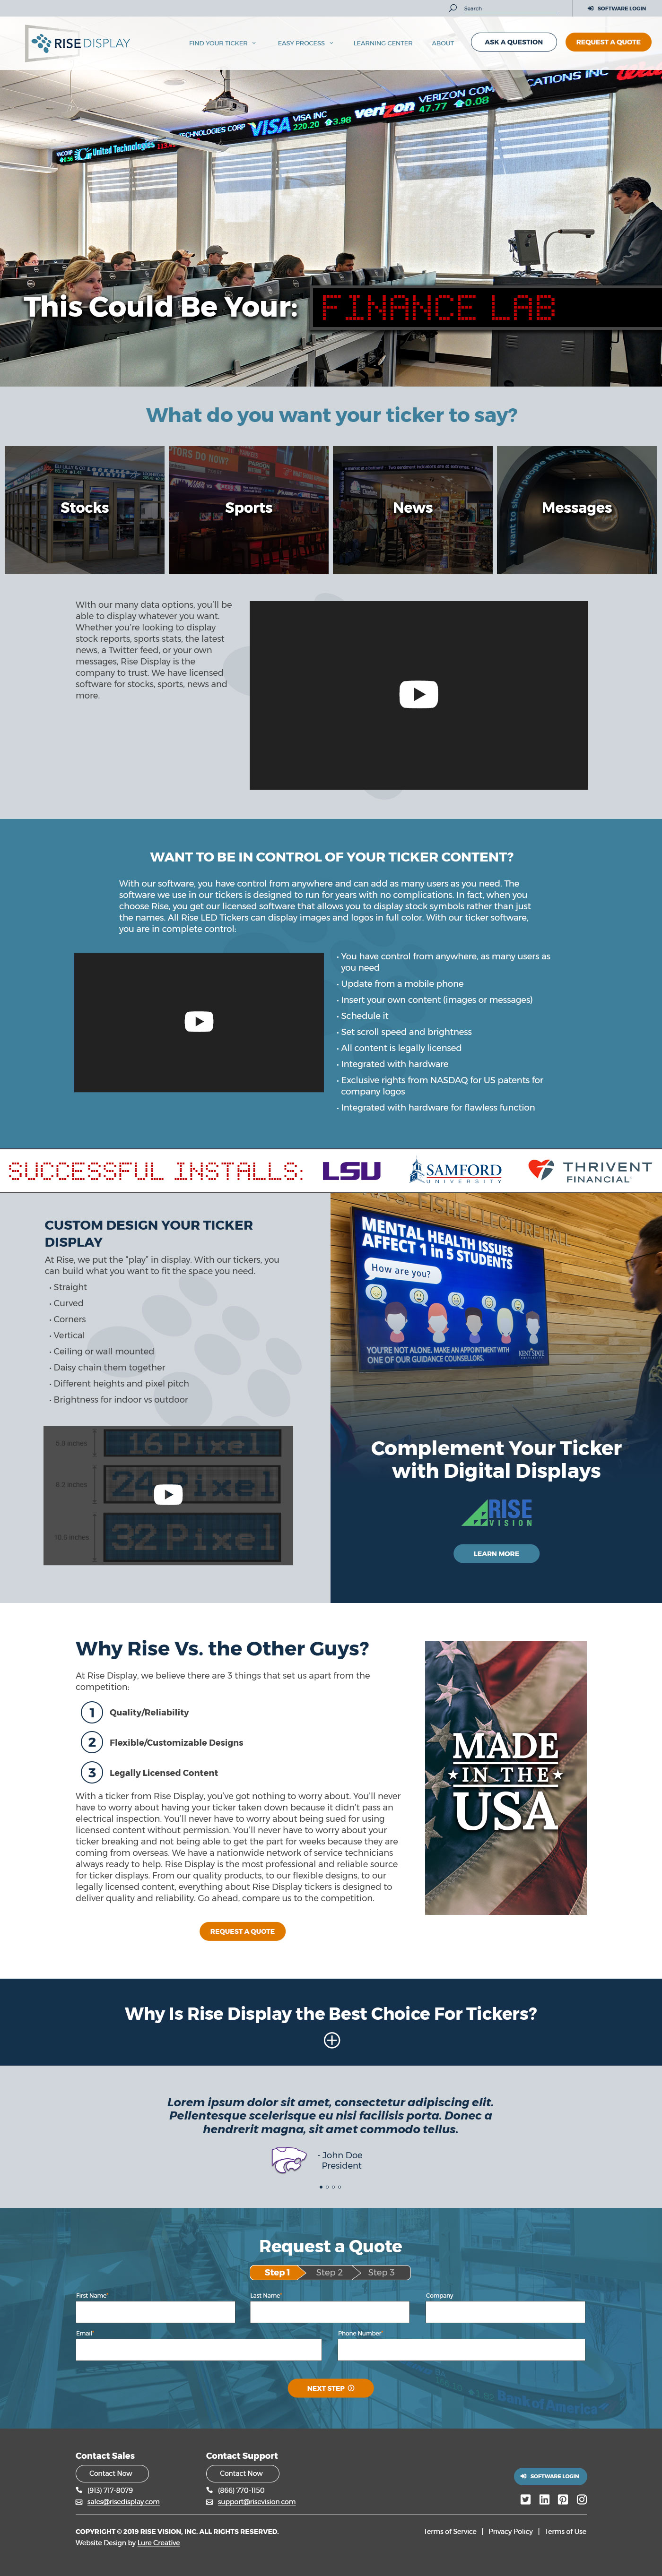 Search
SOFTWARE LOGIN
RISE DISPLAY
FIND YOUR TICKER
EASY PROCESS
LEARNING CENTER
ABOUT
ASK A QUESTION
REQUEST A QUOTE
United Technologies
TECHNOLOGIES CORP
VISA
VISA INC
220.20 3.98
verizon
VERIZON COM
47.77 0.08
CATIONS INC
This Could Be Your:
FINANCE LAB
What do you want your ticker to say?
Stocks
Sports
News
Messages
WIth our many data options, you'll be
able to display whatever you want.
Whether you're looking to display
stock reports, sports stats, the latest
news, a Twitter feed, or your own
messages, Rise Display is the
company to trust. We have licensed
software for stocks, sports, news and
more.
WANT TO BE IN CONTROL OF YOUR TICKER CONTENT?
With our software, you have control from anywhere and can add as many users as you need. The
software we use in our tickers is designed to run for years with no complications. In fact, when you
choose Rise, you get our licensed software that allows you to display stock symbols rather than just
the names. All Rise LED Tickers can display images and logos in full color. With our ticker software,
you are in complete control:
• You have control from anywhere, as many users as
you need
• Update from a mobile phone
• Insert your own content (images or messages)
• Schedule it
• Set scroll speed and brightness
• All content is legally licensed
• Integrated with hardware
• Exclusive rights from NASDAQ for US patents for
company logos
• Integrated with hardware for flawless function
SUCCESSFUL INSTALLS:
LSU
SAMFORD
UNIVERSITY
THRIVENT
FINANCIAL
CUSTOM DESIGN YOUR TICKER
DISPLAY
At Rise, we put the "play" in display. With our tickers, you
can build what you want to fit the space you need.
• Straight
• Curved
• Corners
• Vertical
• Ceiling or wall mounted
• Daisy chain them together
• Different heights and pixel pitch
• Brightness for indoor vs outdoor
16 Pixel
8.2 inches
24 Pixel
32 Pixel
FISHEL LECTURE HALL
MENTAL HEALTH ISSUES
AFFECT 1 in 5 STUDENTS
How are you?
YOU'RE NOT ALONE. MAKE AN APPOINTMENT WITH
ONE OF OUR GUIDANCE COUNSELLORS.
KENT STATE
Complement Your Ticker
with Digital Displays
RISE
VISION
LEARN MORE
Why Rise Vs. the Other Guys?
At Rise Display, we believe there are 3 things that set us apart from the
competition:
1 Quality/Reliability
2 Flexible/Customizable Designs
3 Legally Licensed Content
With a ticker from Rise Display, you've got nothing to worry about. You'll never
have to worry about having your ticker taken down because it didn't pass an
electrical inspection. You'll never have to worry about being sued for using
licensed content without permission. You'll never have to worry about your
ticker breaking and not being able to get the part for weeks because they are
coming from overseas. We have a nationwide network of service technicians
always ready to help. Rise Display is the most professional and reliable source
for ticker displays. From our quality products, to our flexible designs, to our
legally licensed content, everything about Rise Display tickers is designed to
deliver quality and reliability. Go ahead, compare us to the competition.
REQUEST A QUOTE
MADE
IN THE
USA
Why Is Rise Display the Best Choice For Tickers?
Lorem ipsum dolor sit amet, consectetur adipiscing elit.
Pellentesque scelerisque eu nisi facilisis porta. Donec a
hendrerit magna, sit amet commodo tellus.
- John Doe
President
Request a Quote
Step 1
Step 2
Step 3
First Name*
Last Name*
Company
Email*
Phone Number*
NEXT STEP
Bank of America
Contact Sales
Contact Now
(913) 717-8079
sales@risedisplay.com
Contact Support
Contact Now
(866) 770-1150
support@risevision.com
SOFTWARE LOGIN
COPYRIGHT © 2019 RISE VISION, INC. ALL RIGHTS RESERVED.
Website Design by Lure Creative
Terms of Service | Privacy Policy | Terms of Use